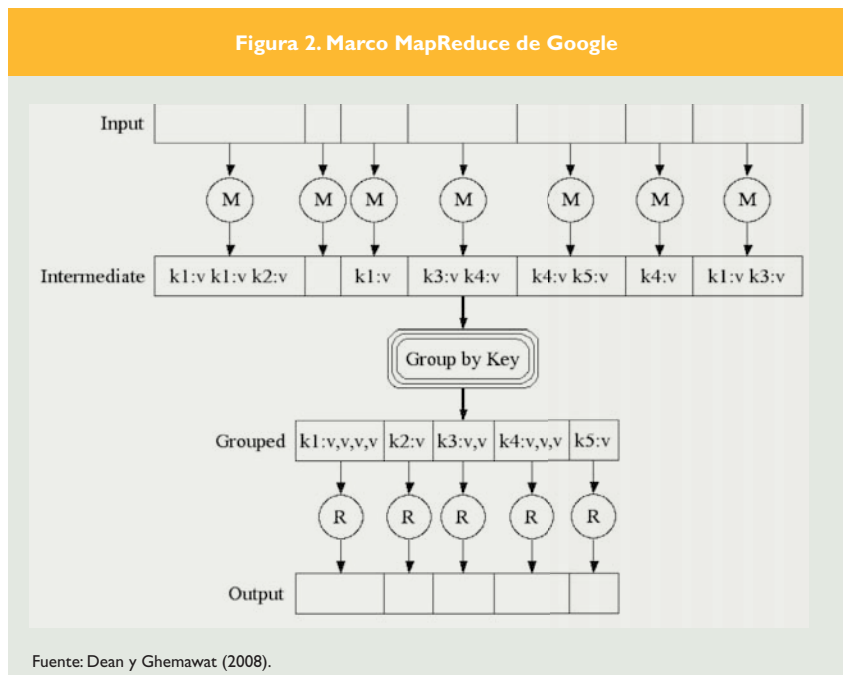 Figura 2. Marco MapReduce de Google
Input
M M M M M M M
Intermediate k1:v k1:v k2:v k1:v k3:v k4:v k4:v k5:v k4:v k1:v k3:v
Group by Key
Grouped k1:v,v,v,v k2:v k3:v,v k4:v,v,v k5:v
R R R R R
Output
Fuente: Dean y Ghemawat (2008).